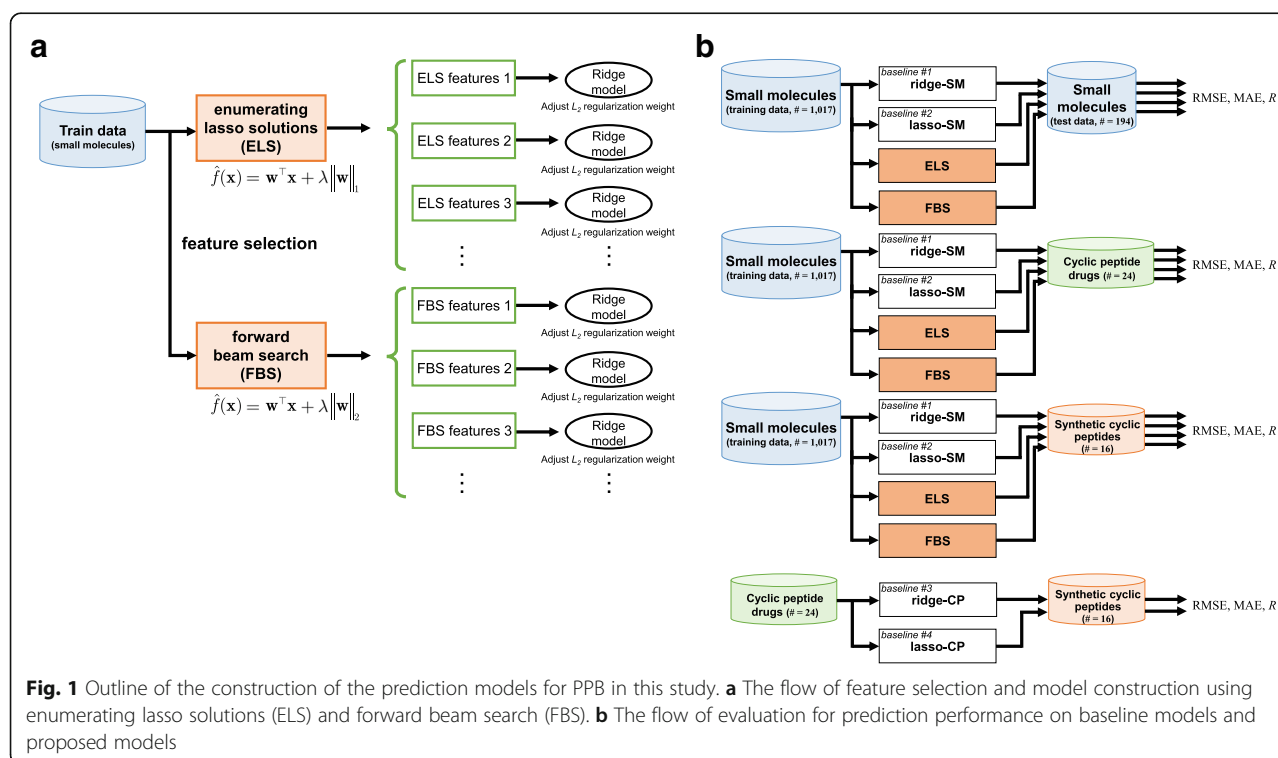 a
Train data
(small molecules)
enumerating
lasso solutions
(ELS)
f̂(x) = w⊤x + λ‖w‖₁
feature selection
forward
beam search
(FBS)
f̂(x) = w⊤x + λ‖w‖₂
ELS features 1
Ridge
model
Adjust L₂ regularization weight
ELS features 2
Ridge
model
Adjust L₂ regularization weight
ELS features 3
Ridge
model
Adjust L₂ regularization weight
⋮
⋮
FBS features 1
Ridge
model
Adjust L₂ regularization weight
FBS features 2
Ridge
model
Adjust L₂ regularization weight
FBS features 3
Ridge
model
Adjust L₂ regularization weight
⋮
⋮
b
Small molecules
(training data, # = 1,017)
baseline #1
ridge-SM
baseline #2
lasso-SM
ELS
FBS
Small
molecules
(test data, # = 194)
RMSE, MAE, R
Small molecules
(training data, # = 1,017)
baseline #1
ridge-SM
baseline #2
lasso-SM
ELS
FBS
Cyclic peptide
drugs (# = 24)
RMSE, MAE, R
Small molecules
(training data, # = 1,017)
baseline #1
ridge-SM
baseline #2
lasso-SM
ELS
FBS
Synthetic cyclic
peptides
(# = 16)
RMSE, MAE, R
Cyclic peptide
drugs (# = 24)
baseline #3
ridge-CP
baseline #4
lasso-CP
Synthetic cyclic
peptides
(# = 16)
RMSE, MAE, R
Fig. 1 Outline of the construction of the prediction models for PPB in this study. a The flow of feature selection and model construction using
enumerating lasso solutions (ELS) and forward beam search (FBS). b The flow of evaluation for prediction performance on baseline models and
proposed models